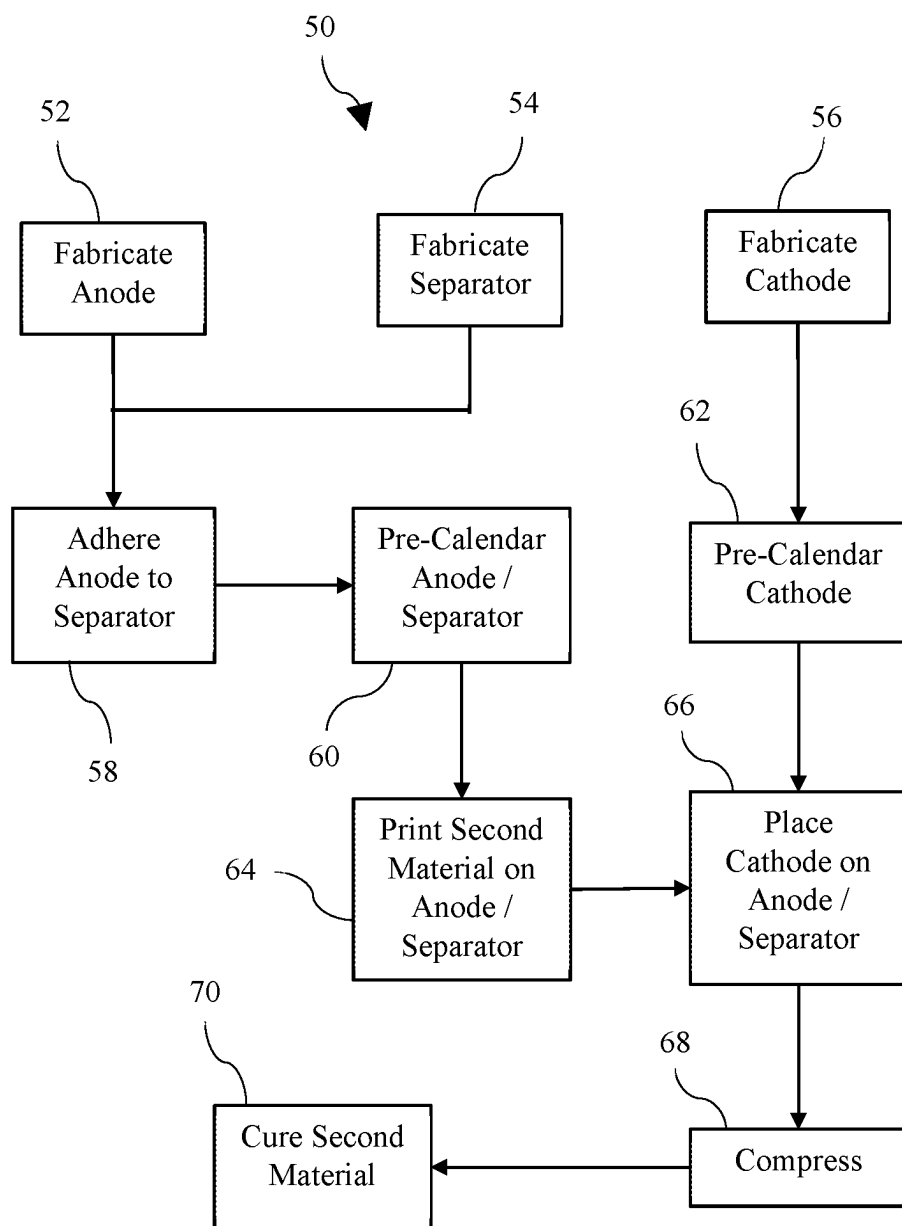 50
52
54
56
Fabricate
Anode
Fabricate
Separator
Fabricate
Cathode
62
Adhere
Anode to
Separator
Pre-Calendar
Anode /
Separator
Pre-Calendar
Cathode
58
60
66
64
Print Second
Material on
Anode /
Separator
Place
Cathode on
Anode /
Separator
70
68
Cure Second
Material
Compress